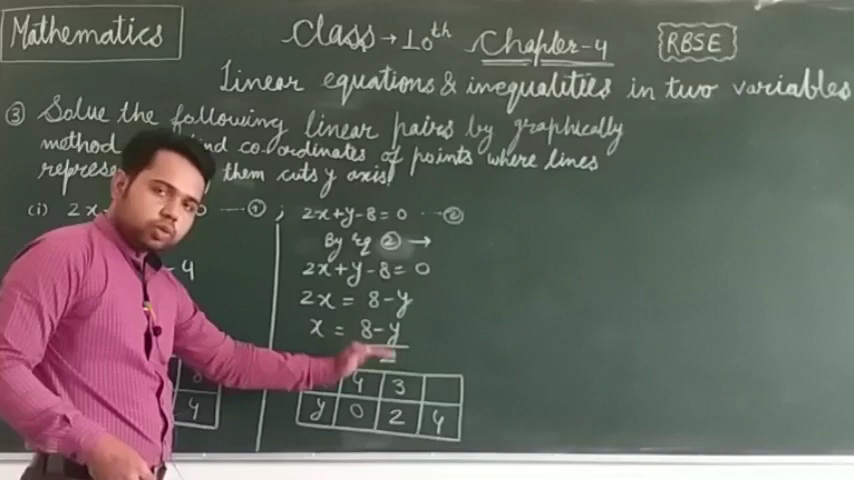 Mathematics
Class → 10th Chapter-4
RBSE
Linear equations & inequalities in two variables
③ Solve the following linear pairs by graphically
method co-ordinates of points where lines
them cuts y axis.
(i) 2x ---① ; 2x+y-8=0 ---② 
By eq ② →
- 4
2x+y-8=0
2x = 8-y
x = 8-y
2
4 3
y 0 2 4
4